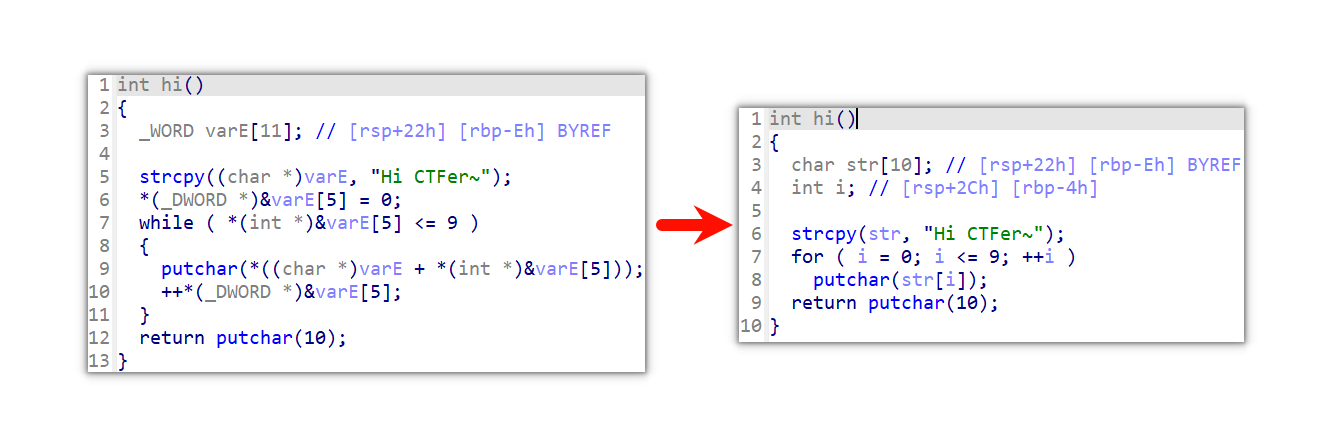 1 int hi()
2 {
3 _WORD varE[11]; // [rsp+22h] [rbp-Eh] BYREF
4
5 strcpy((char *)varE, "Hi CTFer~");
6 *(_DWORD *)&varE[5] = 0;
7 while ( *(int *)&varE[5] <= 9 )
8 {
9 putchar(*((char *)varE + *(int *)&varE[5]));
10 ++*(_DWORD *)&varE[5];
11 }
12 return putchar(10);
13 }
1 int hi()
2 {
3 char str[10]; // [rsp+22h] [rbp-Eh] BYREF
4 int i; // [rsp+2Ch] [rbp-4h]
5
6 strcpy(str, "Hi CTFer~");
7 for ( i = 0; i <= 9; ++i )
8 putchar(str[i]);
9 return putchar(10);
10 }